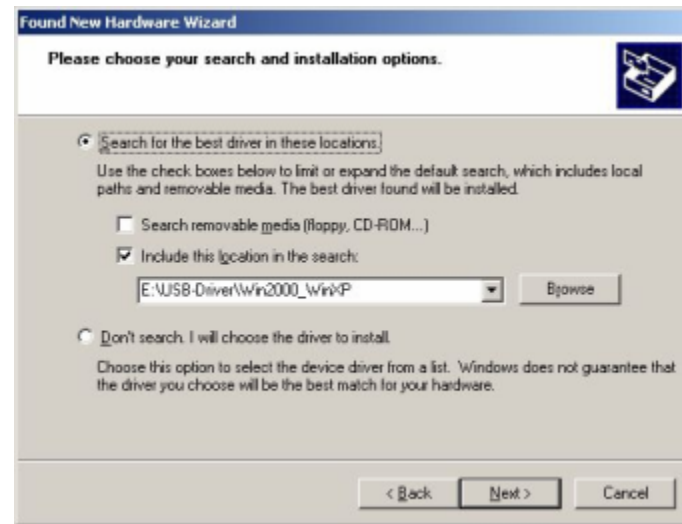 Found New Hardware Wizard
Please choose your search and installation options.
Search for the best driver in these locations.
Use the check boxes below to limit or expand the default search, which includes local
paths and removable media. The best driver found will be installed.
Search removable media (floppy, CD-ROM...)
Include this location in the search:
E:\USB-Driver\Win2000_WinXP
Browse
Don't search. I will choose the driver to install.
Choose this option to select the device driver from a list. Windows does not guarantee that
the driver you choose will be the best match for your hardware.
< Back Next > Cancel